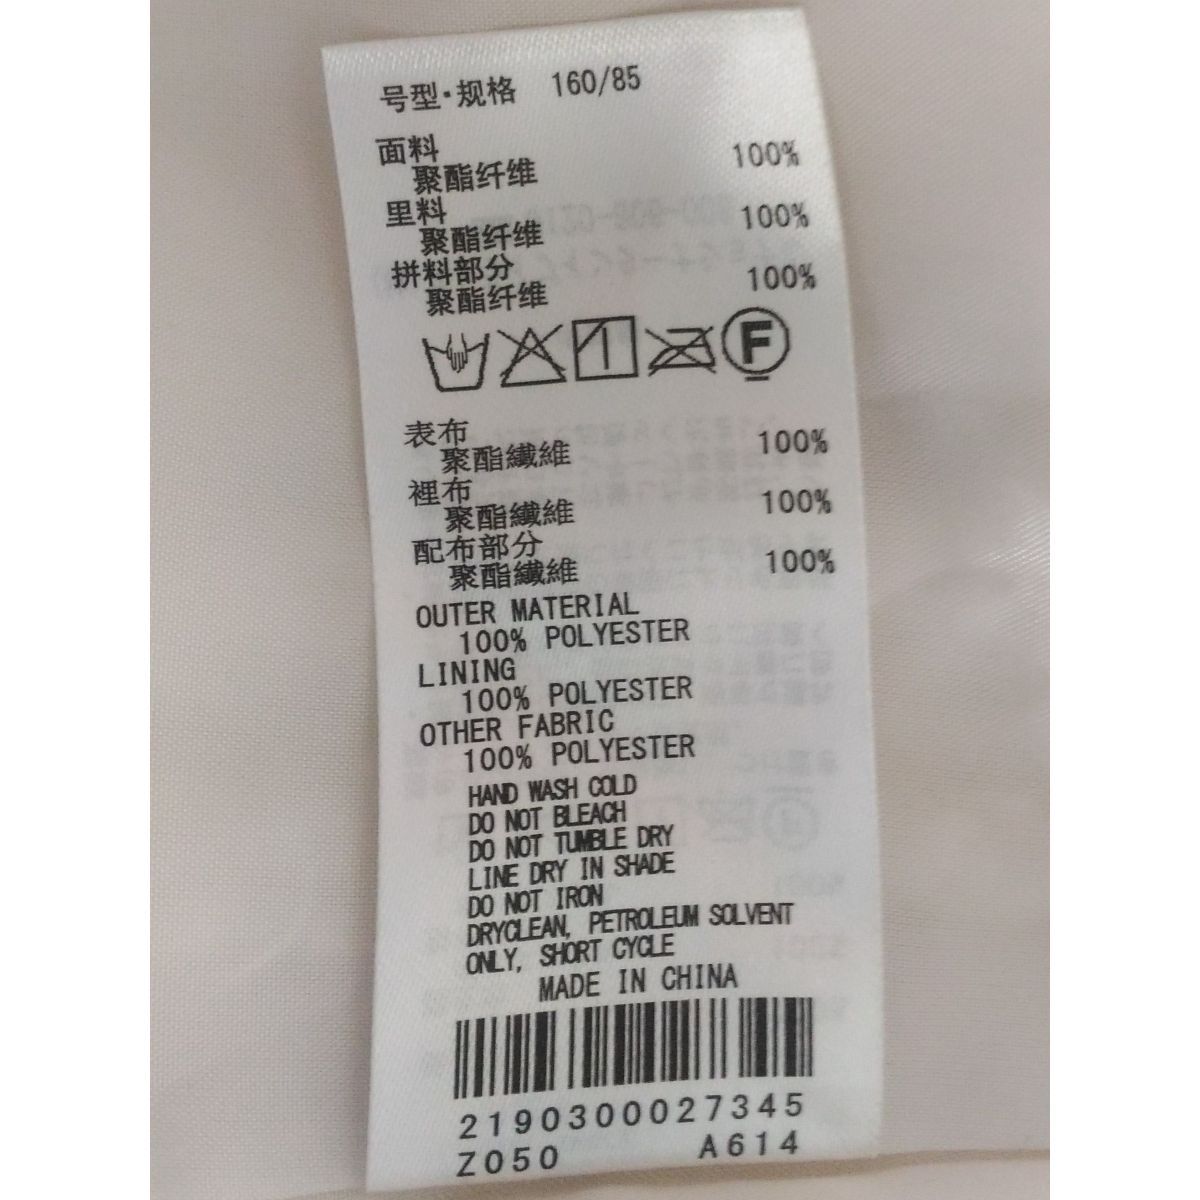 号型·规格 160/85
面料
聚酯纤维 100%
里料
聚酯纤维 100%
拼料部分
聚酯纤维 100%
F
表布
聚酯纖維 100%
裡布
聚酯纖維 100%
配布部分
聚酯纖維 100%
OUTER MATERIAL
100% POLYESTER
LINING
100% POLYESTER
OTHER FABRIC
100% POLYESTER
HAND WASH COLD
DO NOT BLEACH
DO NOT TUMBLE DRY
LINE DRY IN SHADE
DO NOT IRON
DRYCLEAN, PETROLEUM SOLVENT
ONLY, SHORT CYCLE
MADE IN CHINA
2190300027345
Z050 A614